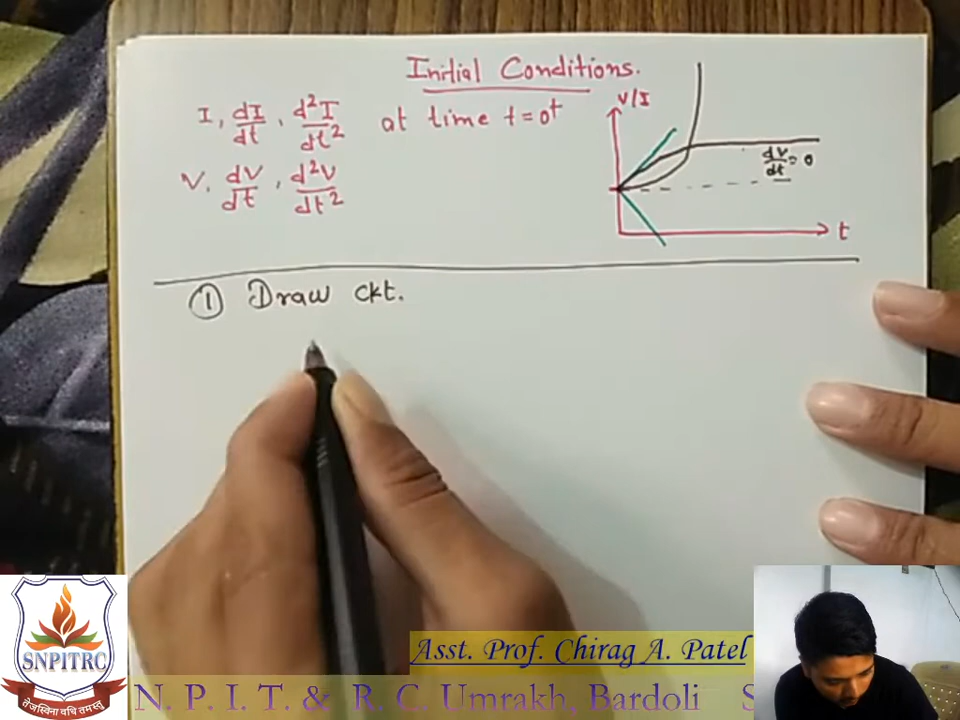 Initial Conditions.
I, dI/dt, d²I/dt² at time t=0⁺
V, dV/dt, d²V/dt²
V/I
dv/dt = 0
t
① Draw ckt.
SNPITRC
Asst. Prof. Chirag A. Patel
N. P. I. T. & R. C. Umrakh, Bardoli S